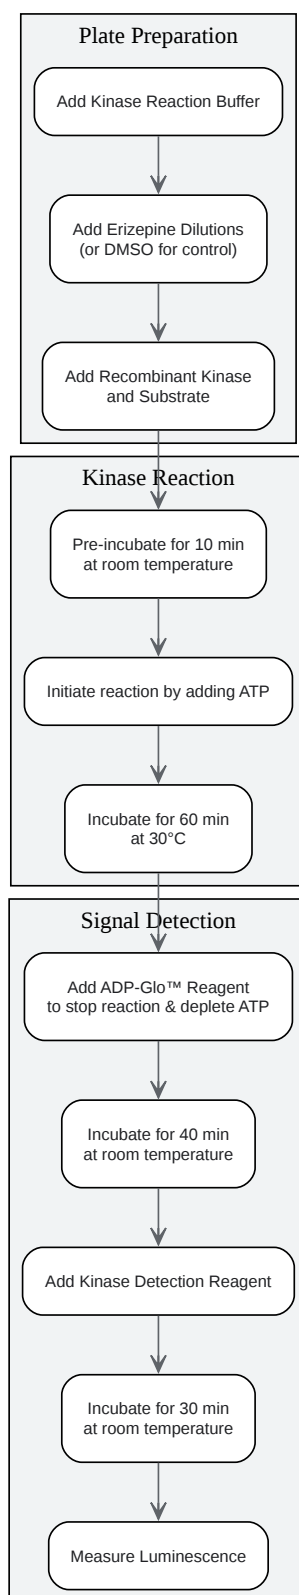 Plate Preparation
Add Kinase Reaction Buffer
Add Erizepine Dilutions
(or DMSO for control)
Add Recombinant Kinase
and Substrate
Kinase Reaction
Pre-incubate for 10 min
at room temperature
Initiate reaction by adding ATP
Incubate for 60 min
at 30°C
Signal Detection
Add ADP-Glo™ Reagent
to stop reaction & deplete ATP
Incubate for 40 min
at room temperature
Add Kinase Detection Reagent
Incubate for 30 min
at room temperature
Measure Luminescence